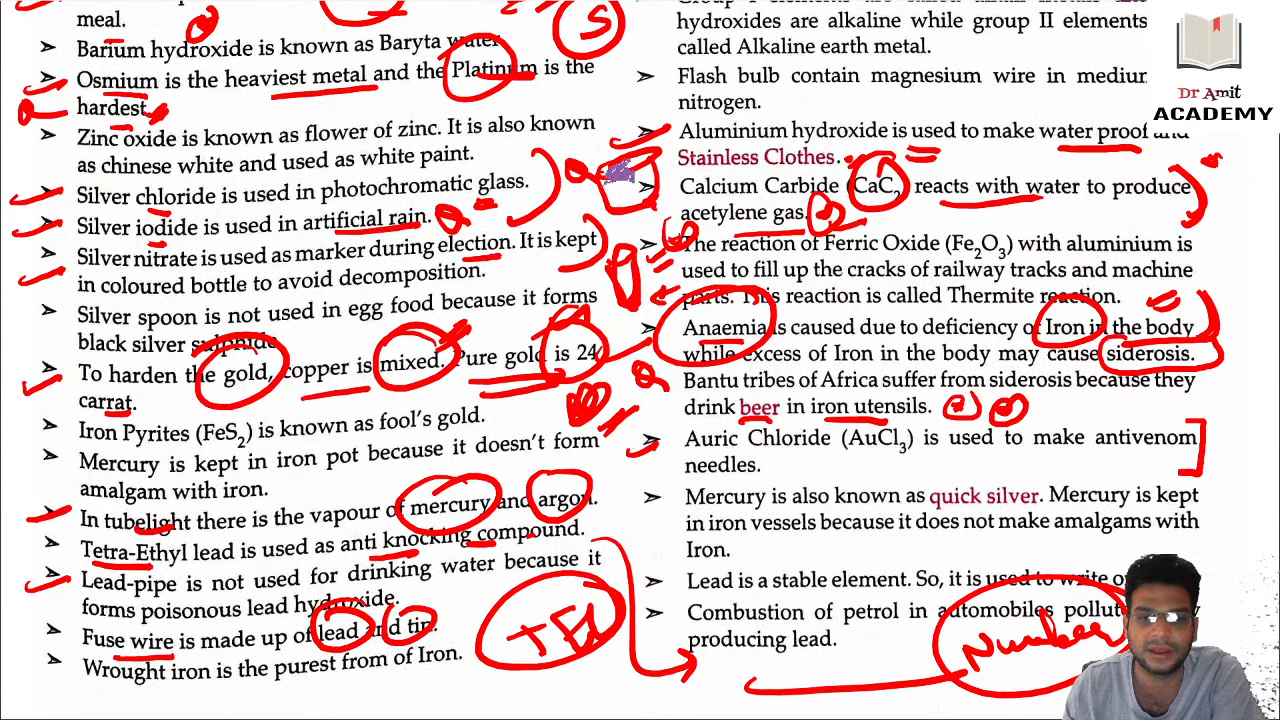 meal.
Barium hydroxide is known as Baryta water
Osmium is the heaviest metal and the Platinum is the
hardest
Zinc oxide is known as flower of zinc. It is also known
as chinese white and used as white paint.
Silver chloride is used in photochromatic glass.
Silver iodide is used in artificial rain.
Silver nitrate is used as marker during election. It is kept
in coloured bottle to avoid decomposition.
Silver spoon is not used in egg food because it forms
black silver sulphide.
To harden the gold, copper is mixed. Pure gold is 24
carrat.
Iron Pyrites (FeS₂) is known as fool's gold.
Mercury is kept in iron pot because it doesn't form
amalgam with iron.
In tubelight there is the vapour of mercury and argon.
Tetra-Ethyl lead is used as anti knocking compound.
Lead-pipe is not used for drinking water because it
forms poisonous lead hydroxide.
Fuse wire is made up of lead and tin.
Wrought iron is the purest from of Iron.
S
hydroxides are alkaline while group II elements
called Alkaline earth metal.
Flash bulb contain magnesium wire in
nitrogen.
Aluminium hydroxide is used to make water proof and
Stainless Clothes.
Calcium Carbide (CaC₂) reacts with water to produce
acetylene gas.
The reaction of Ferric Oxide (Fe₂O₃) with aluminium is
used to fill up the cracks of railway tracks and machine
parts. This reaction is called Thermite reaction.
Anaemia is caused due to deficiency of Iron in the body
while excess of Iron in the body may cause siderosis.
Bantu tribes of Africa suffer from siderosis because they
drink beer in iron utensils.
Auric Chloride (AuCl₃) is used to make antivenom
needles.
Mercury is also known as quick silver. Mercury is kept
in iron vessels because it does not make amalgams with
Iron.
Lead is a stable element. So, it is used to write
Combustion of petrol in automobiles
producing lead.
Number
Dr Amit
ACADEMY